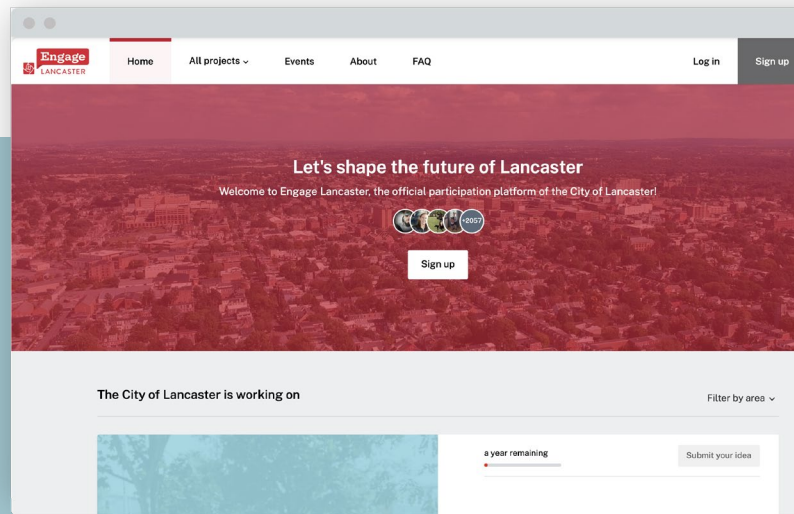 Engage
LANCASTER
Home
All projects
Events
About
FAQ
Log in
Sign up
Let's shape the future of Lancaster
Welcome to Engage Lancaster, the official participation platform of the City of Lancaster!
+2057
Sign up
The City of Lancaster is working on
Filter by area
a year remaining
Submit your idea